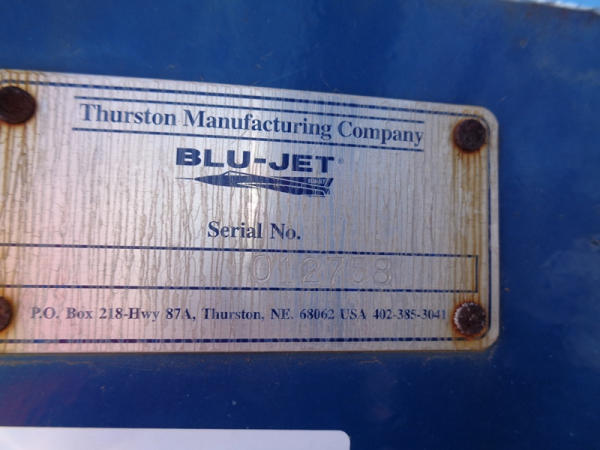 Thurston Manufacturing Company
BLU-JET®
Serial No.
P.O. Box 218-Hwy 87A, Thurston, NE. 68062 USA 402-385-3041